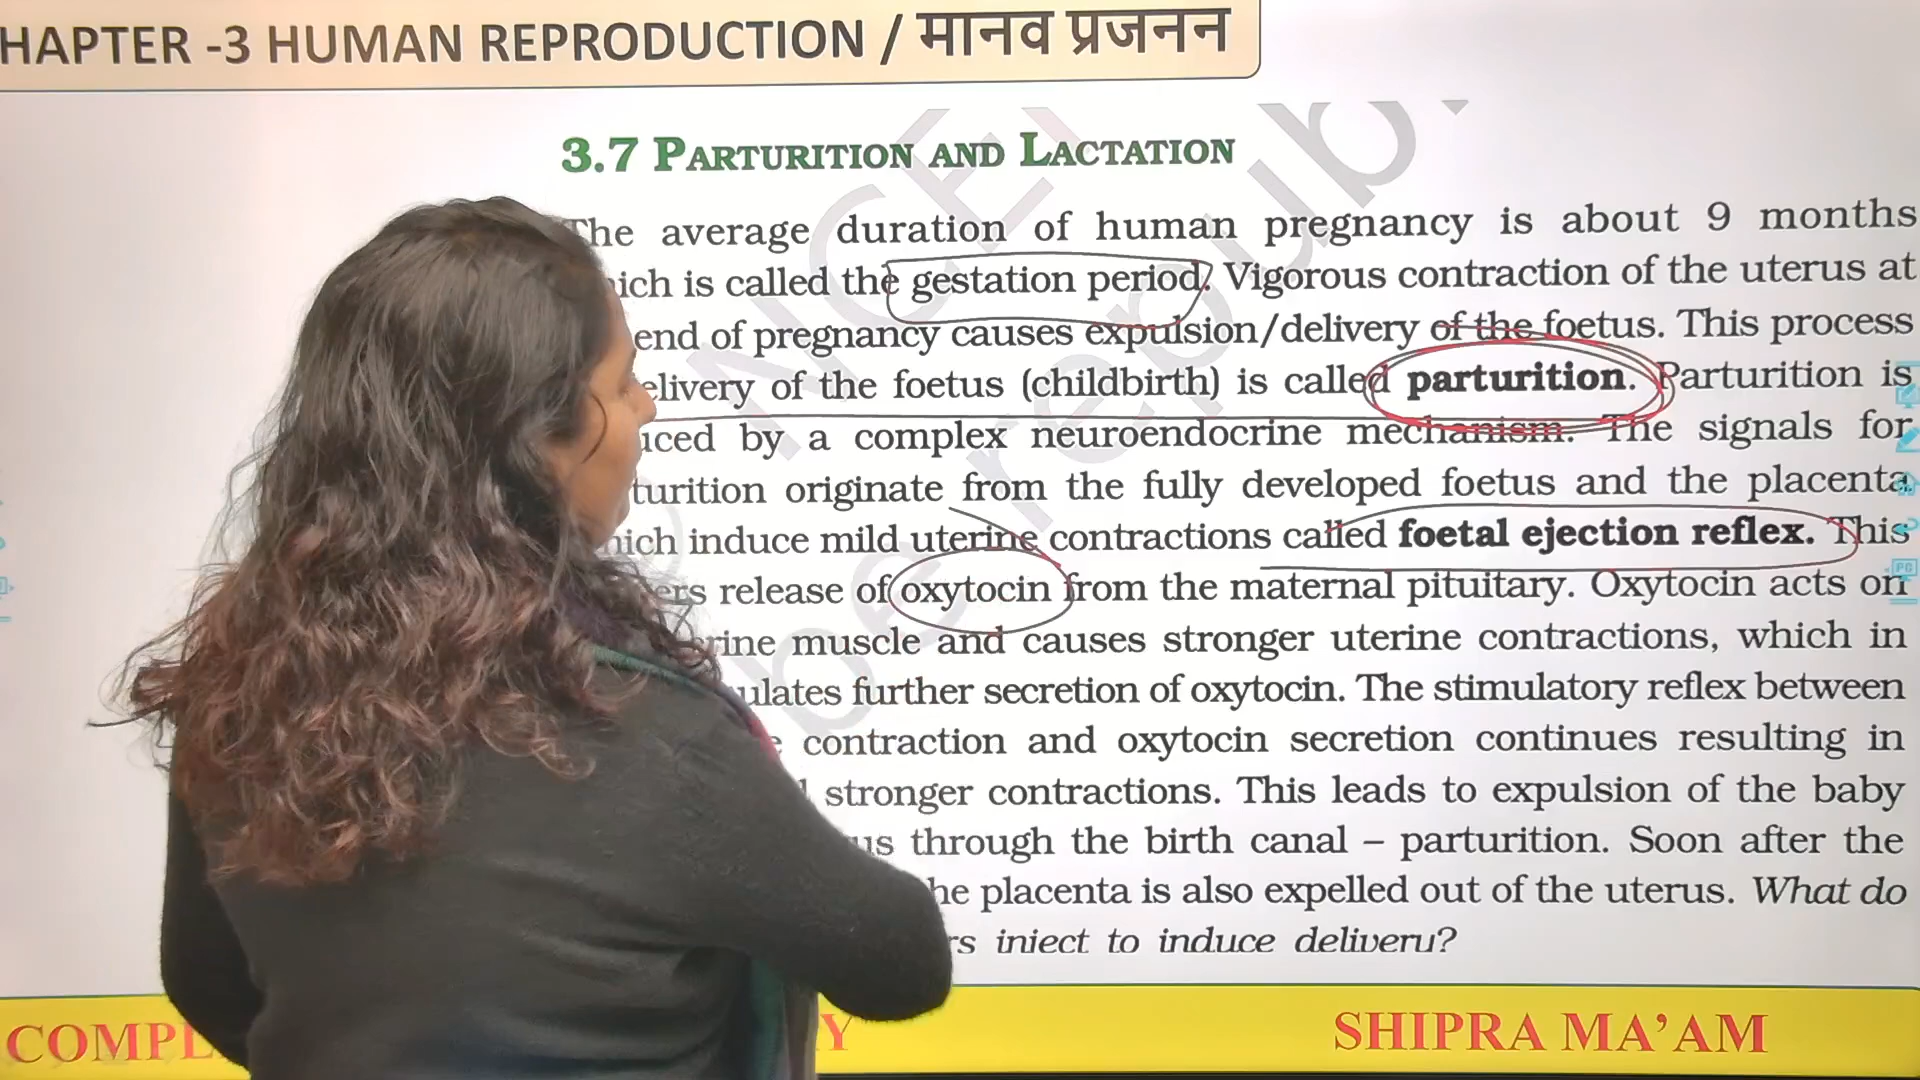 HAPTER -3 HUMAN REPRODUCTION / मानव प्रजनन
3.7 PARTURITION AND LACTATION
The average duration of human pregnancy is about 9 months
ich is called the gestation period. Vigorous contraction of the uterus at
end of pregnancy causes expulsion/delivery of the foetus. This process
elivery of the foetus (childbirth) is called parturition. Parturition is
uced by a complex neuroendocrine mechanism. The signals for
turition originate from the fully developed foetus and the placenta
hich induce mild uterine contractions called foetal ejection reflex. This
ers release of oxytocin from the maternal pituitary. Oxytocin acts on
rine muscle and causes stronger uterine contractions, which in
ulates further secretion of oxytocin. The stimulatory reflex between
contraction and oxytocin secretion continues resulting in
stronger contractions. This leads to expulsion of the baby
us through the birth canal – parturition. Soon after the
he placenta is also expelled out of the uterus. What do
rs inject to induce delivery?
COMPL Y SHIPRA MA'AM